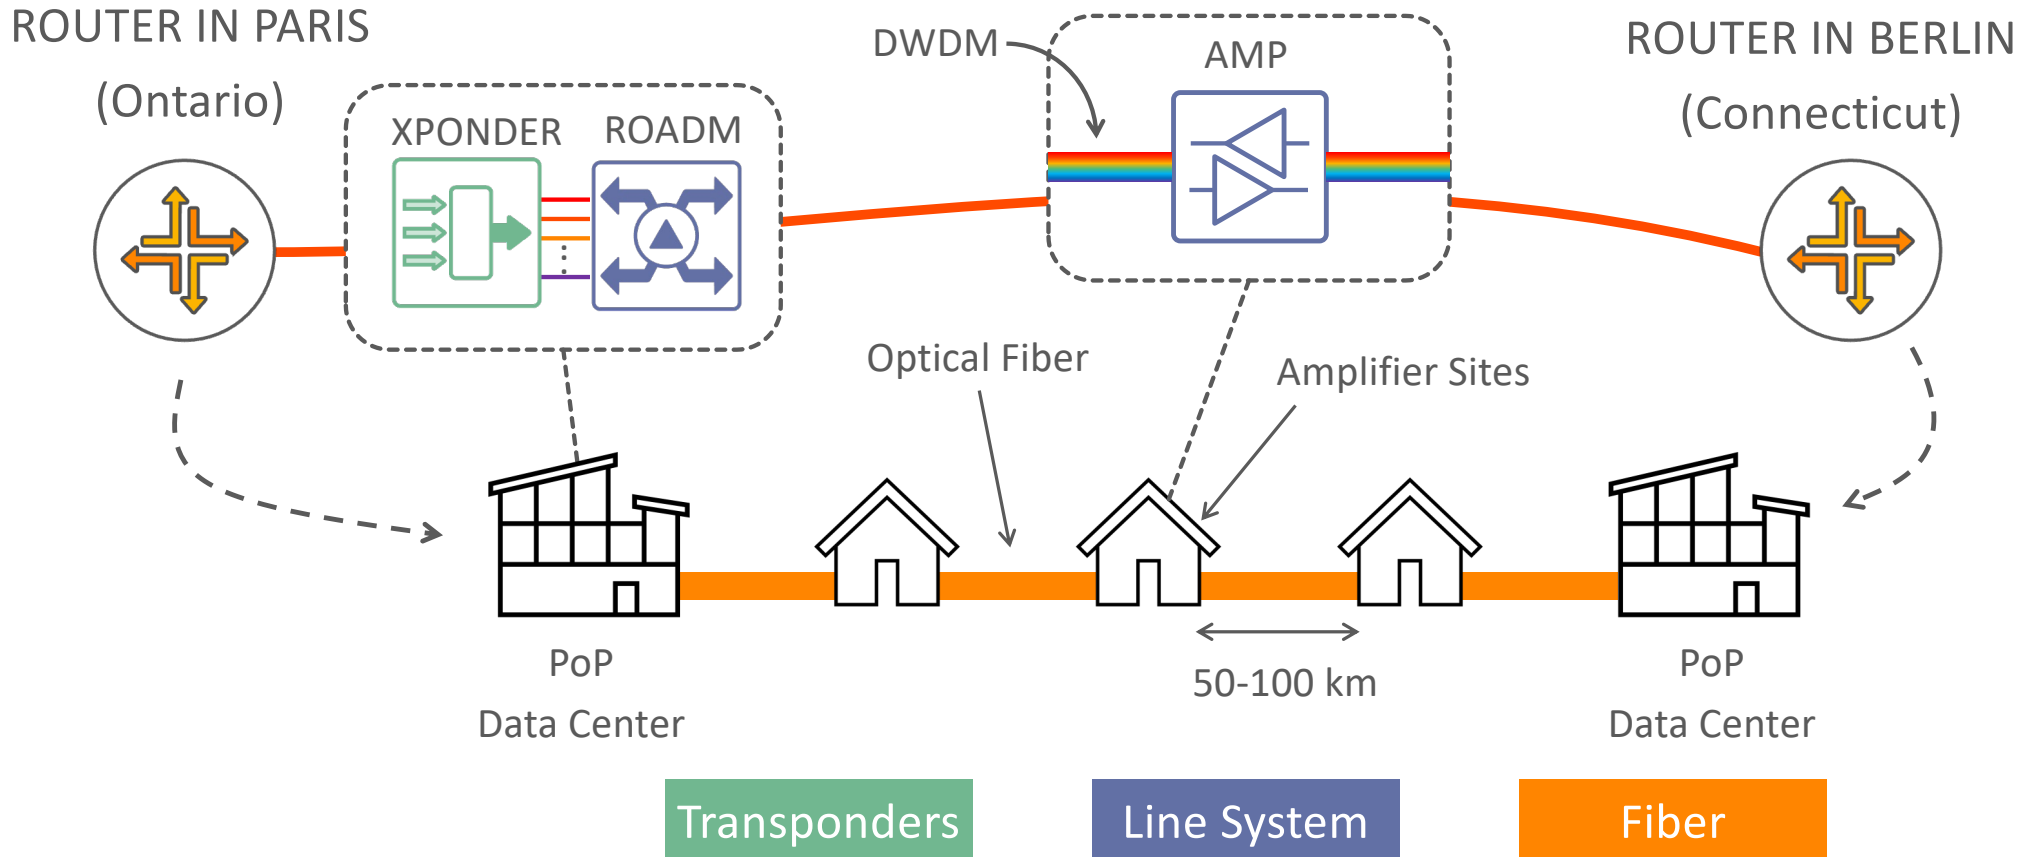 ROUTER IN PARIS
(Ontario)
XPONDER
ROADM
DWDM
AMP
ROUTER IN BERLIN
(Connecticut)
Optical Fiber
Amplifier Sites
50-100 km
PoP
Data Center
PoP
Data Center
Transponders
Line System
Fiber